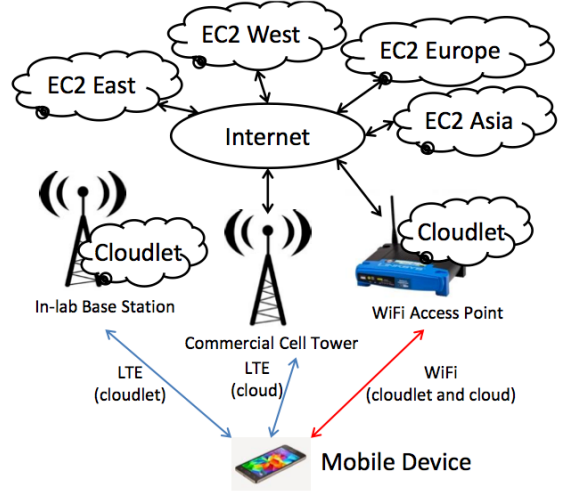 EC2 West
EC2 Europe
EC2 East
EC2 Asia
Internet
Cloudlet
Cloudlet
In-lab Base Station
WiFi Access Point
Commercial Cell Tower
LTE
(cloudlet)
LTE
(cloud)
WiFi
(cloudlet and cloud)
Mobile Device